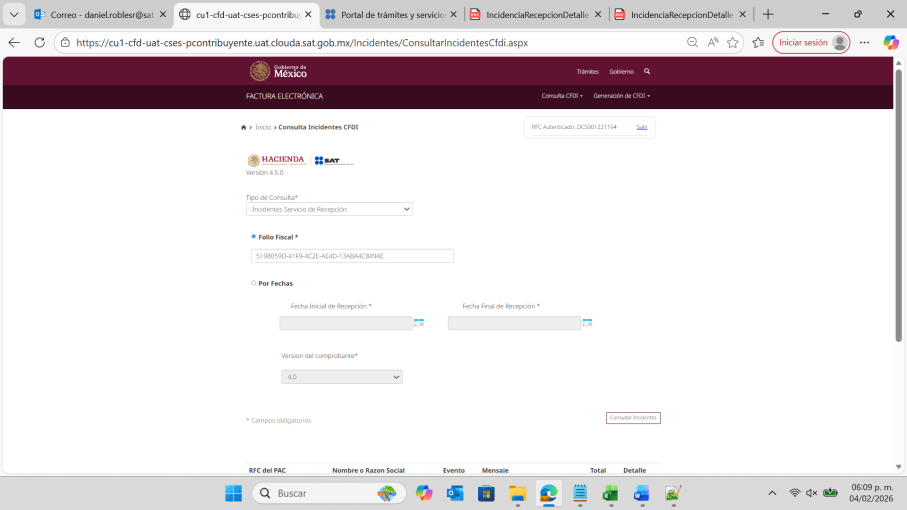 Correo - daniel.roblesr@sat
cu1-cfd-uat-cses-pcontribuy
Portal de trámites y servicio
IncidenciaRecepcionDetalle
IncidenciaRecepcionDetalle
https://cu1-cfd-uat-cses-pcontribuyente.uat.clouda.sat.gob.mx/Incidentes/ConsultarIncidentesCfdi.aspx
Iniciar sesión
Gobierno de
México
Trámites Gobierno
FACTURA ELECTRÓNICA
Consulta CFDI Generación de CFDI
Inicio › Consulta Incidentes CFDI
RFC Autenticado: DCS001221164 Salir
HACIENDA SAT
Versión 4.5.0
Tipo de Consulta*
Incidentes Servicio de Recepción
Folio Fiscal *
5198059D-41F9-4C2E-AE4D-13ABA4C8494E
Por Fechas
Fecha Inicial de Recepción * Fecha Final de Recepción *
Version del comprobante*
4.0
* Campos obligatorios
Consultar Incidentes
RFC del PAC Nombre o Razon Social Evento Mensaje Total Detalle
Buscar
06:09 p. m.
04/02/2026